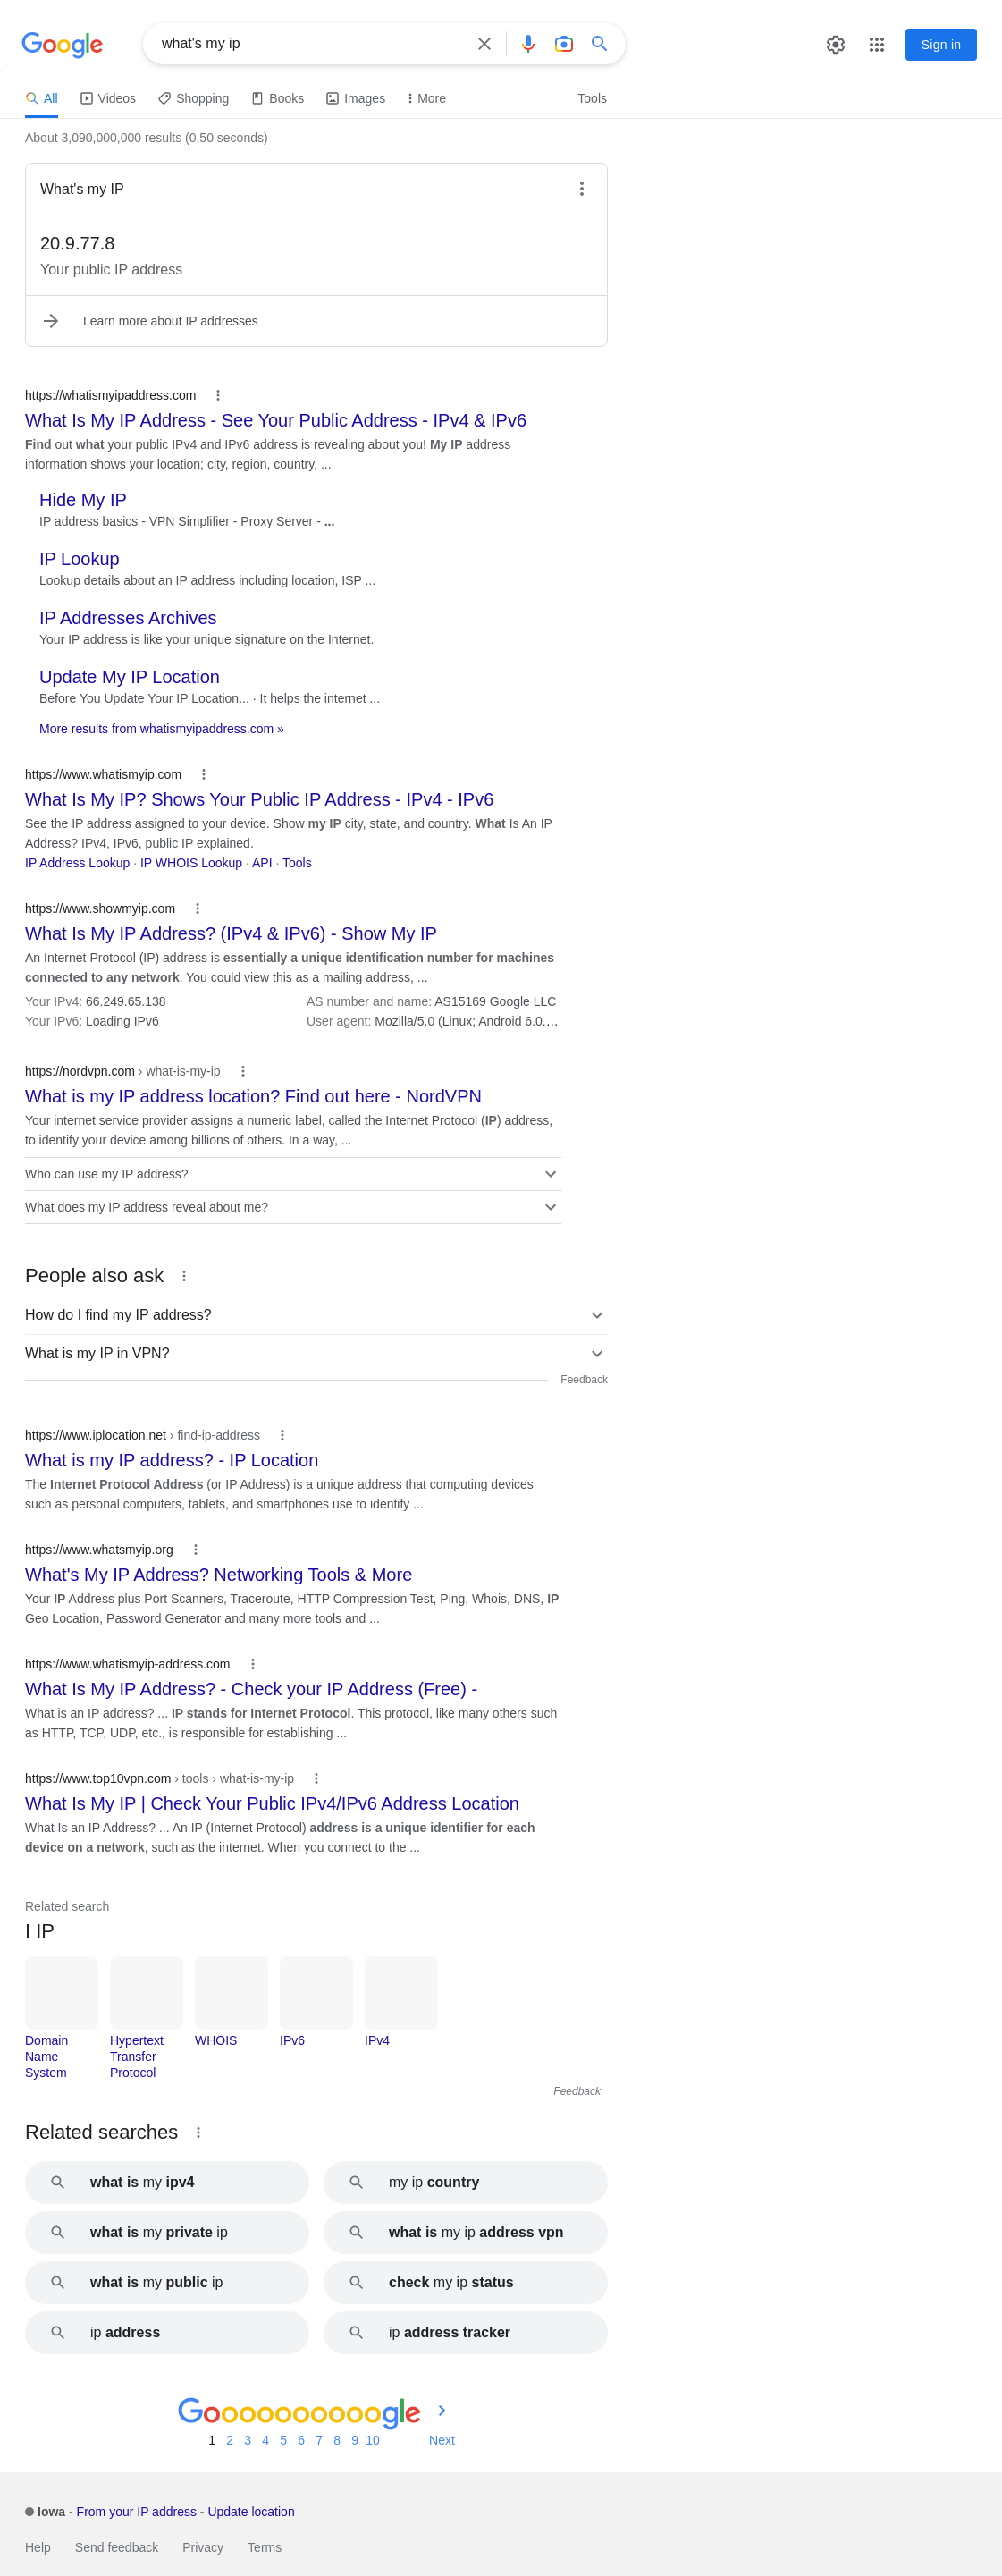 Google
what's my ip
Sign in
All Videos Shopping Books Images More Tools
About 3,090,000,000 results (0.50 seconds)
What's my IP
20.9.77.8
Your public IP address
Learn more about IP addresses
https://whatismyipaddress.com
What Is My IP Address - See Your Public Address - IPv4 & IPv6
Find out what your public IPv4 and IPv6 address is revealing about you! My IP address
information shows your location; city, region, country, ...
Hide My IP
IP address basics - VPN Simplifier - Proxy Server - ...
IP Lookup
Lookup details about an IP address including location, ISP ...
IP Addresses Archives
Your IP address is like your unique signature on the Internet.
Update My IP Location
Before You Update Your IP Location... · It helps the internet ...
More results from whatismyipaddress.com »
https://www.whatismyip.com
What Is My IP? Shows Your Public IP Address - IPv4 - IPv6
See the IP address assigned to your device. Show my IP city, state, and country. What Is An IP
Address? IPv4, IPv6, public IP explained.
IP Address Lookup · IP WHOIS Lookup · API · Tools
https://www.showmyip.com
What Is My IP Address? (IPv4 & IPv6) - Show My IP
An Internet Protocol (IP) address is essentially a unique identification number for machines
connected to any network. You could view this as a mailing address, ...
Your IPv4: 66.249.65.138 AS number and name: AS15169 Google LLC
Your IPv6: Loading IPv6 User agent: Mozilla/5.0 (Linux; Android 6.0....
https://nordvpn.com › what-is-my-ip
What is my IP address location? Find out here - NordVPN
Your internet service provider assigns a numeric label, called the Internet Protocol (IP) address,
to identify your device among billions of others. In a way, ...
Who can use my IP address?
What does my IP address reveal about me?
People also ask
How do I find my IP address?
What is my IP in VPN?
Feedback
https://www.iplocation.net › find-ip-address
What is my IP address? - IP Location
The Internet Protocol Address (or IP Address) is a unique address that computing devices
such as personal computers, tablets, and smartphones use to identify ...
https://www.whatsmyip.org
What's My IP Address? Networking Tools & More
Your IP Address plus Port Scanners, Traceroute, HTTP Compression Test, Ping, Whois, DNS, IP
Geo Location, Password Generator and many more tools and ...
https://www.whatismyip-address.com
What Is My IP Address? - Check your IP Address (Free) -
What is an IP address? ... IP stands for Internet Protocol. This protocol, like many others such
as HTTP, TCP, UDP, etc., is responsible for establishing ...
https://www.top10vpn.com › tools › what-is-my-ip
What Is My IP | Check Your Public IPv4/IPv6 Address Location
What Is an IP Address? ... An IP (Internet Protocol) address is a unique identifier for each
device on a network, such as the internet. When you connect to the ...
Related search
I IP
Domain Name System
Hypertext Transfer Protocol
WHOIS
IPv6
IPv4
Feedback
Related searches
what is my ipv4
my ip country
what is my private ip
what is my ip address vpn
what is my public ip
check my ip status
ip address
ip address tracker
Goooooooooogle
1 2 3 4 5 6 7 8 9 10 Next
Iowa - From your IP address - Update location
Help Send feedback Privacy Terms